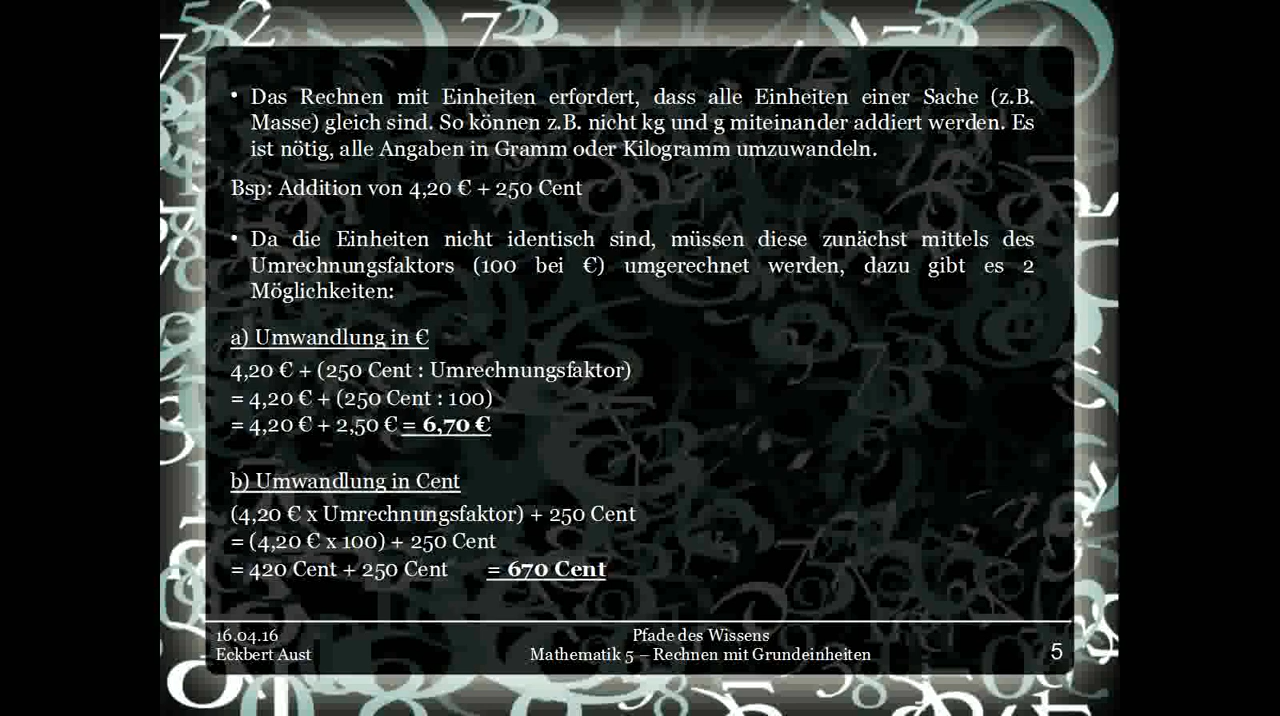 • Das Rechnen mit Einheiten erfordert, dass alle Einheiten einer Sache (z.B.
Masse) gleich sind. So können z.B. nicht kg und g miteinander addiert werden. Es
ist nötig, alle Angaben in Gramm oder Kilogramm umzuwandeln.
Bsp: Addition von 4,20 € + 250 Cent
• Da die Einheiten nicht identisch sind, müssen diese zunächst mittels des
Umrechnungsfaktors (100 bei €) umgerechnet werden, dazu gibt es 2
Möglichkeiten:
a) Umwandlung in €
4,20 € + (250 Cent : Umrechnungsfaktor)
= 4,20 € + (250 Cent : 100)
= 4,20 € + 2,50 € = 6,70 €
b) Umwandlung in Cent
(4,20 € x Umrechnungsfaktor) + 250 Cent
= (4,20 € x 100) + 250 Cent
= 420 Cent + 250 Cent = 670 Cent
16.04.16
Eckbert Aust
Pfade des Wissens
Mathematik 5 – Rechnen mit Grundeinheiten
5